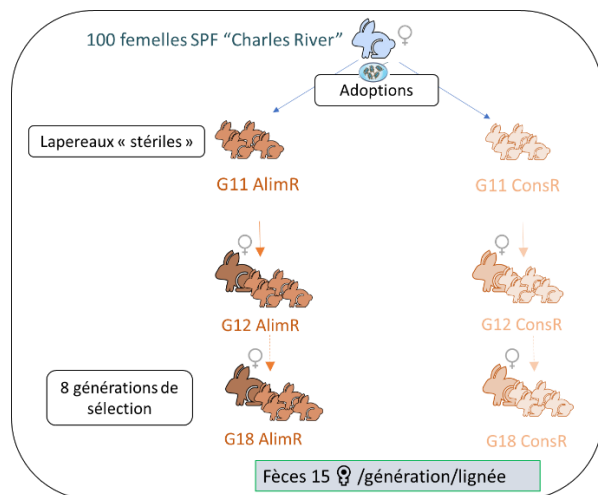 100 femelles SPF “Charles River”
Adoptions
Lapereaux « stériles »
G11 AlimR
G11 ConsR
G12 AlimR
G12 ConsR
8 générations de
sélection
G18 AlimR
G18 ConsR
Fèces 15 /génération/lignée